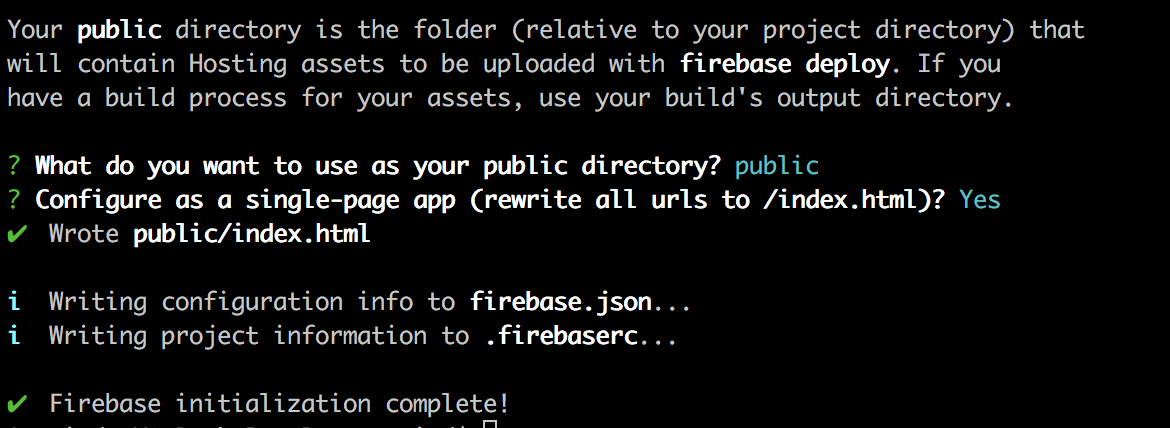 Your public directory is the folder (relative to your project directory) that
will contain Hosting assets to be uploaded with firebase deploy. If you
have a build process for your assets, use your build's output directory.
? What do you want to use as your public directory? public
? Configure as a single-page app (rewrite all urls to /index.html)? Yes
✔ Wrote public/index.html
i Writing configuration info to firebase.json...
i Writing project information to .firebaserc...
✔ Firebase initialization complete!